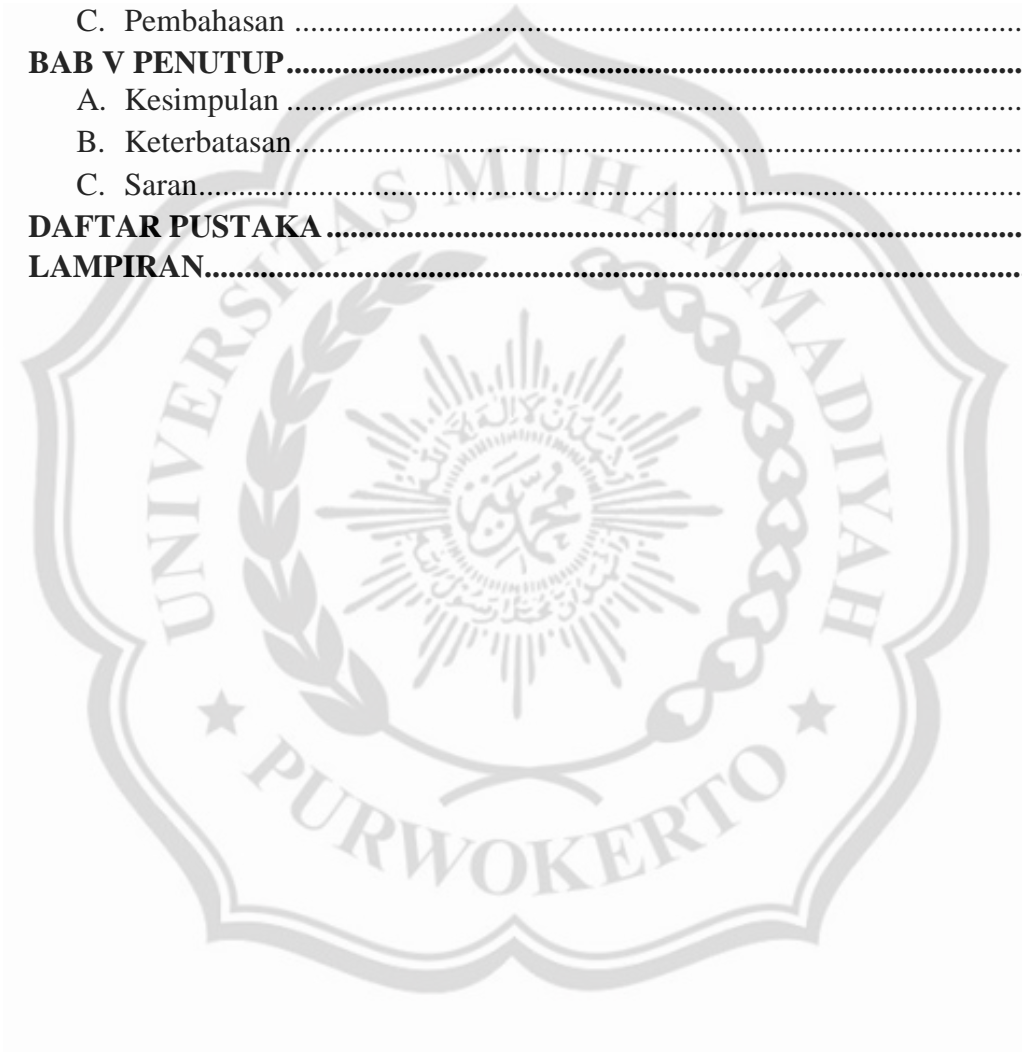 C. Pembahasan ..........................................................................................
BAB V PENUTUP..........................................................................................
A. Kesimpulan ..........................................................................................
B. Keterbatasan..........................................................................................
C. Saran..........................................................................................
DAFTAR PUSTAKA ..........................................................................................
LAMPIRAN..........................................................................................
UNIVERSITAS MUHAMMADIYAH
PURWOKERTO